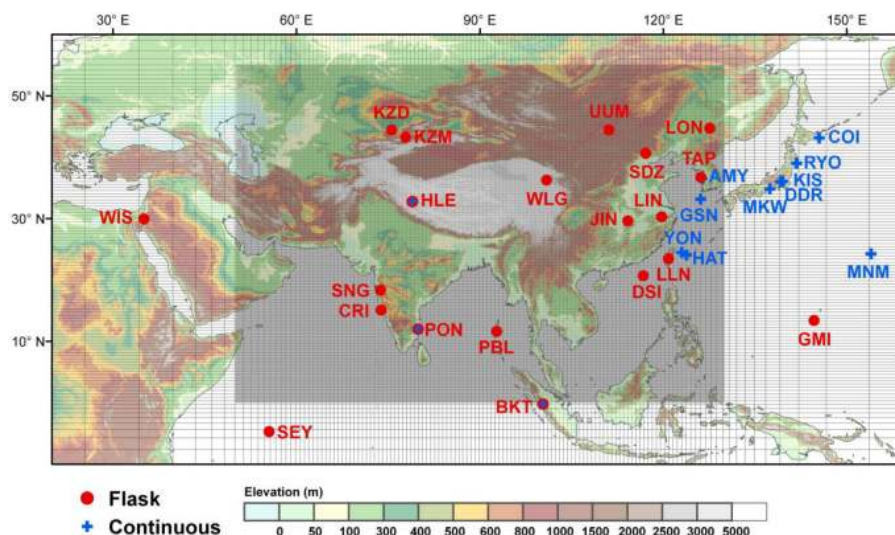 30° E 60° E 90° E 120° E 150° E
50° N
30° N
10° N
KZD
KZM
UUM
LON
COI
SDZ
TAP
AMY
RYO
KIS
DDR
MKW
HLE
WLG
LIN
GSN
JIN
WIS
YON
HAT
LLN
MNM
DSI
SNG
CRI
PON
PBL
GMI
BKT
SEY
Flask
Continuous
Elevation (m)
0 50 100 300 400 500 600 800 1000 1500 2000 2500 3000 5000